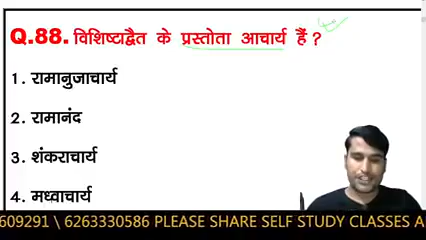 Q.88. विशिष्टाद्वैत के प्रस्तोता आचार्य हैं ?
1. रामानुजाचार्य
2. रामानंद
3. शंकराचार्य
4. मध्वाचार्य
609291 \ 6263330586 PLEASE SHARE SELF STUDY CLASSES A